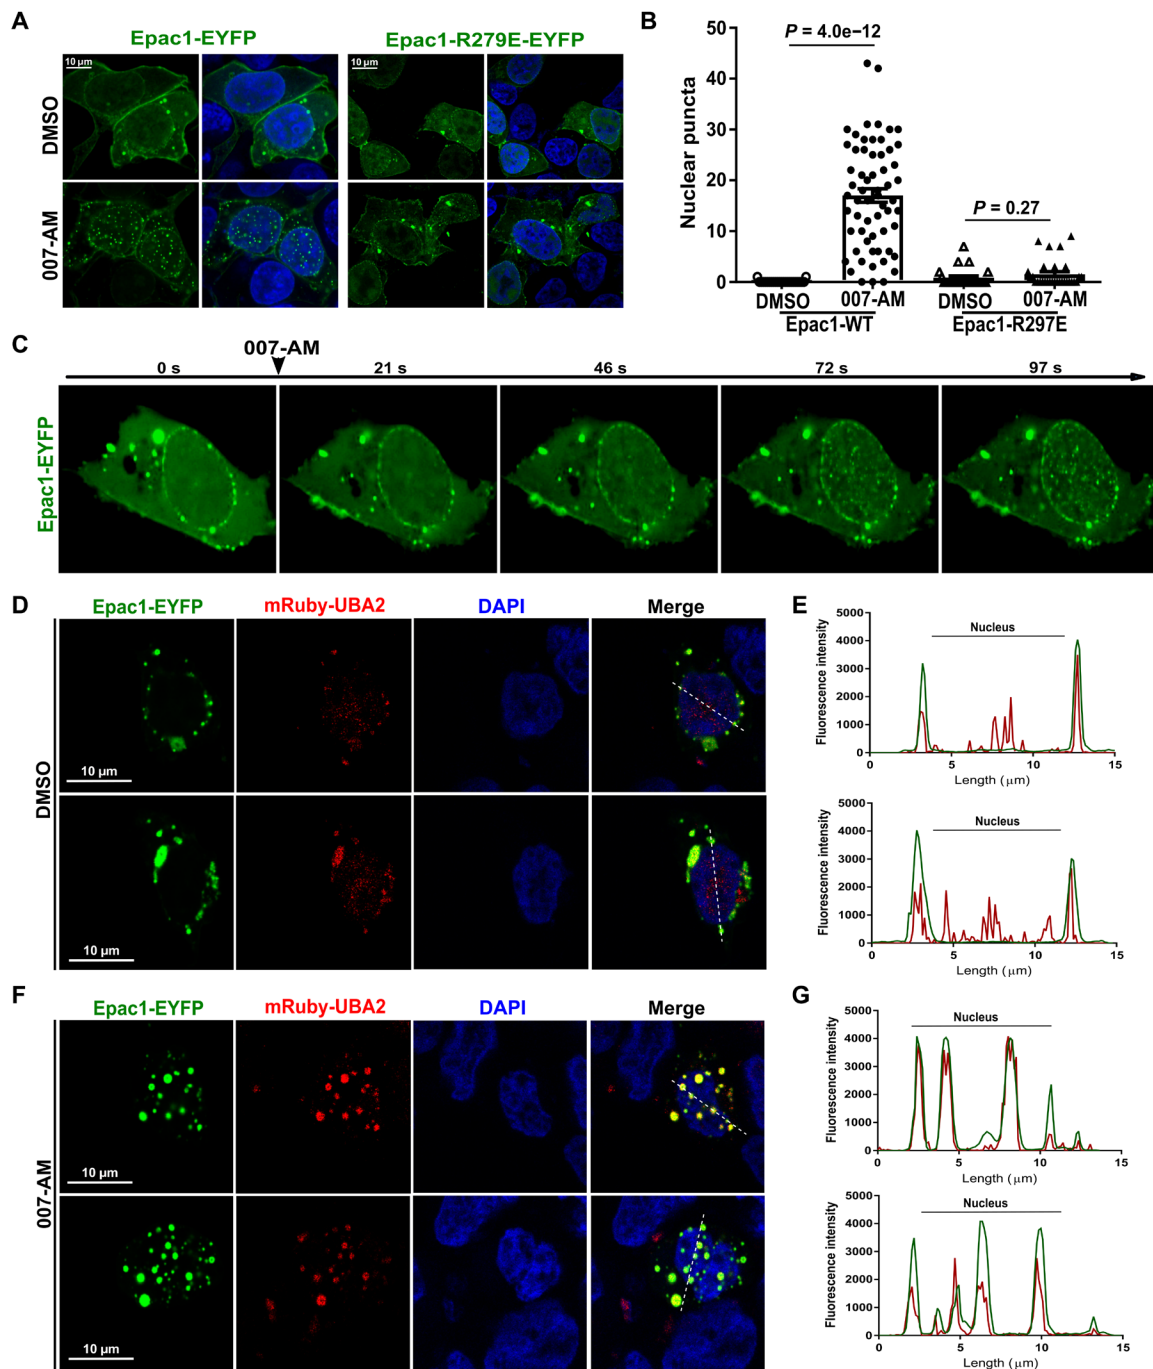 A
Epac1-EYFP
Epac1-R279E-EYFP
10 µm
10 µm
DMSO
007-AM
B
P = 4.0e−12
P = 0.27
Nuclear puncta
50
40
30
20
10
0
DMSO
007-AM
DMSO
007-AM
Epac1-WT
Epac1-R297E
C
007-AM
0 s
21 s
46 s
72 s
97 s
Epac1-EYFP
D
Epac1-EYFP
mRuby-UBA2
DAPI
Merge
DMSO
10 µm
10 µm
E
Fluorescence intensity
5000
4000
3000
2000
1000
0
Nucleus
0
5
10
15
Length (µm)
Fluorescence intensity
5000
4000
3000
2000
1000
0
Nucleus
0
5
10
15
Length (µm)
F
Epac1-EYFP
mRuby-UBA2
DAPI
Merge
007-AM
10 µm
10 µm
G
Fluorescence intensity
5000
4000
3000
2000
1000
0
Nucleus
0
5
10
15
Length (µm)
Fluorescence intensity
5000
4000
3000
2000
1000
0
Nucleus
0
5
10
15
Length (µm)